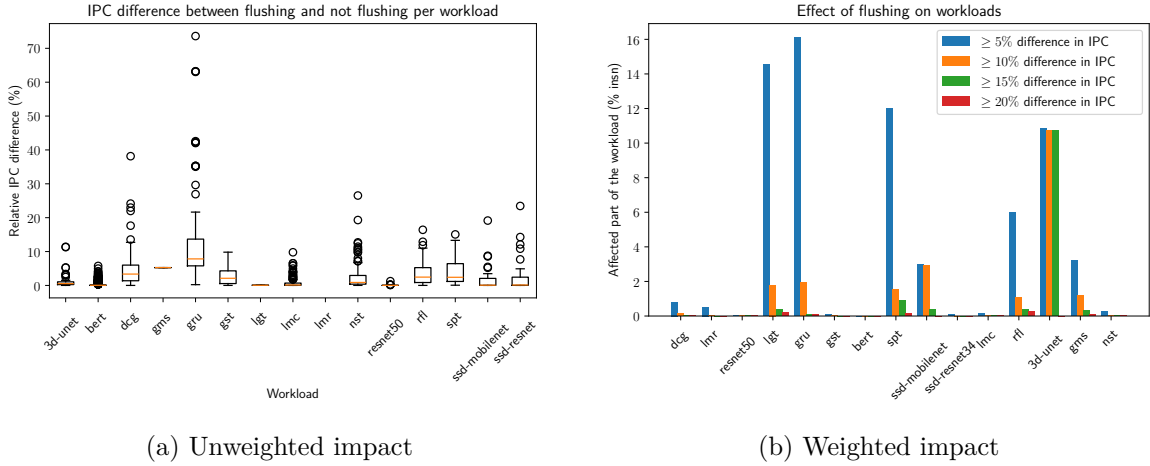 IPC difference between flushing and not flushing per workload
Relative IPC difference (%)
70
60
50
40
30
20
10
0
3d-unet
bert
dcg
gms
gru
gst
lgt
lmc
lmr
nst
resnet50
rfl
spt
ssd-mobilenet
ssd-resnet
Workload
(a) Unweighted impact
Effect of flushing on workloads
Affected part of the workload (% insn)
16
14
12
10
8
6
4
2
0
≥ 5% difference in IPC
≥ 10% difference in IPC
≥ 15% difference in IPC
≥ 20% difference in IPC
dcg
lmr
resnet50
lgt
gru
gst
bert
spt
ssd-mobilenet
ssd-resnet34
lmc
rfl
3d-unet
gms
nst
(b) Weighted impact